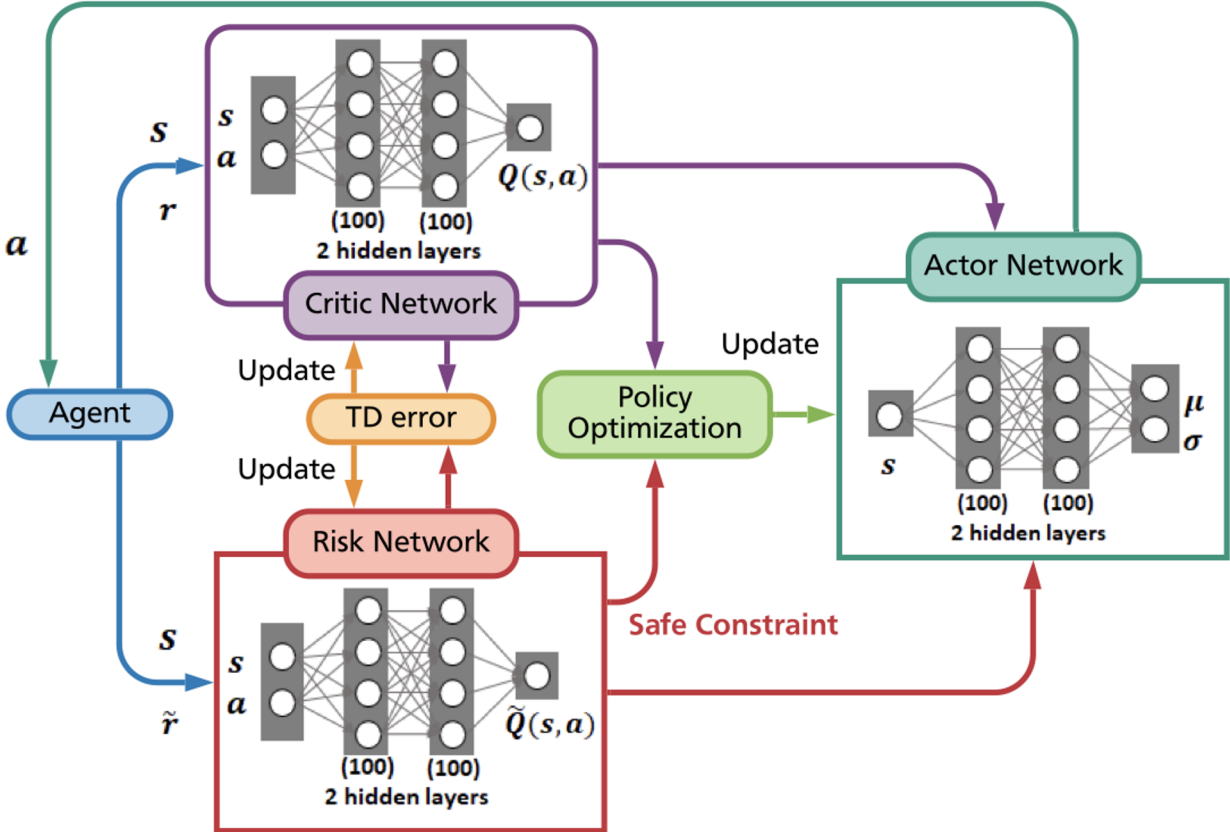 s
a
s
r
Q(s,a)
(100) (100)
2 hidden layers
a
Critic Network
Actor Network
Update
TD error
Update
Agent
Policy
Optimization
Update
s
μ
σ
(100) (100)
2 hidden layers
Risk Network
Safe Constraint
s
r̃
s
a
Q̃(s,a)
(100) (100)
2 hidden layers